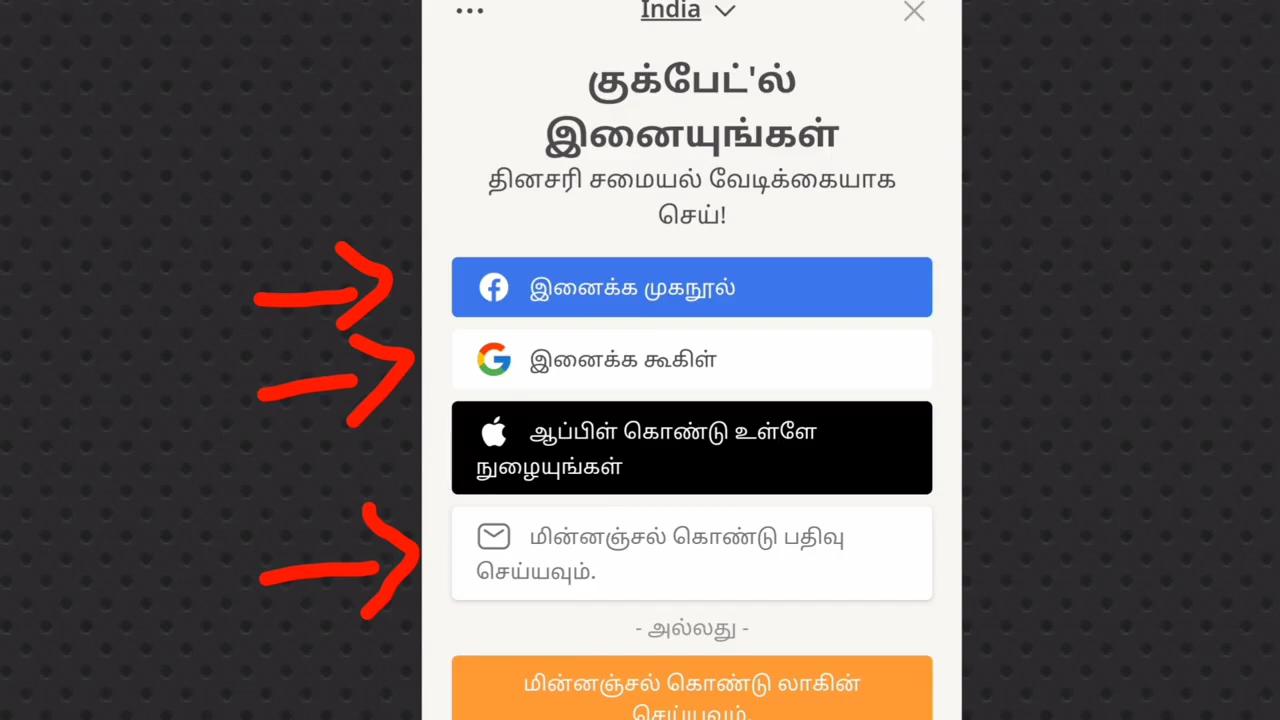 India
குக்பேட்'ல்
இனையுங்கள்
தினசரி சமையல் வேடிக்கையாக
செய்!
இனைக்க முகநூல்
இனைக்க கூகிள்
ஆப்பிள் கொண்டு உள்ளே
நுழையுங்கள்
மின்னஞ்சல் கொண்டு பதிவு
செய்யவும்.
- அல்லது -
மின்னஞ்சல் கொண்டு லாகின்
செய்யவும்.